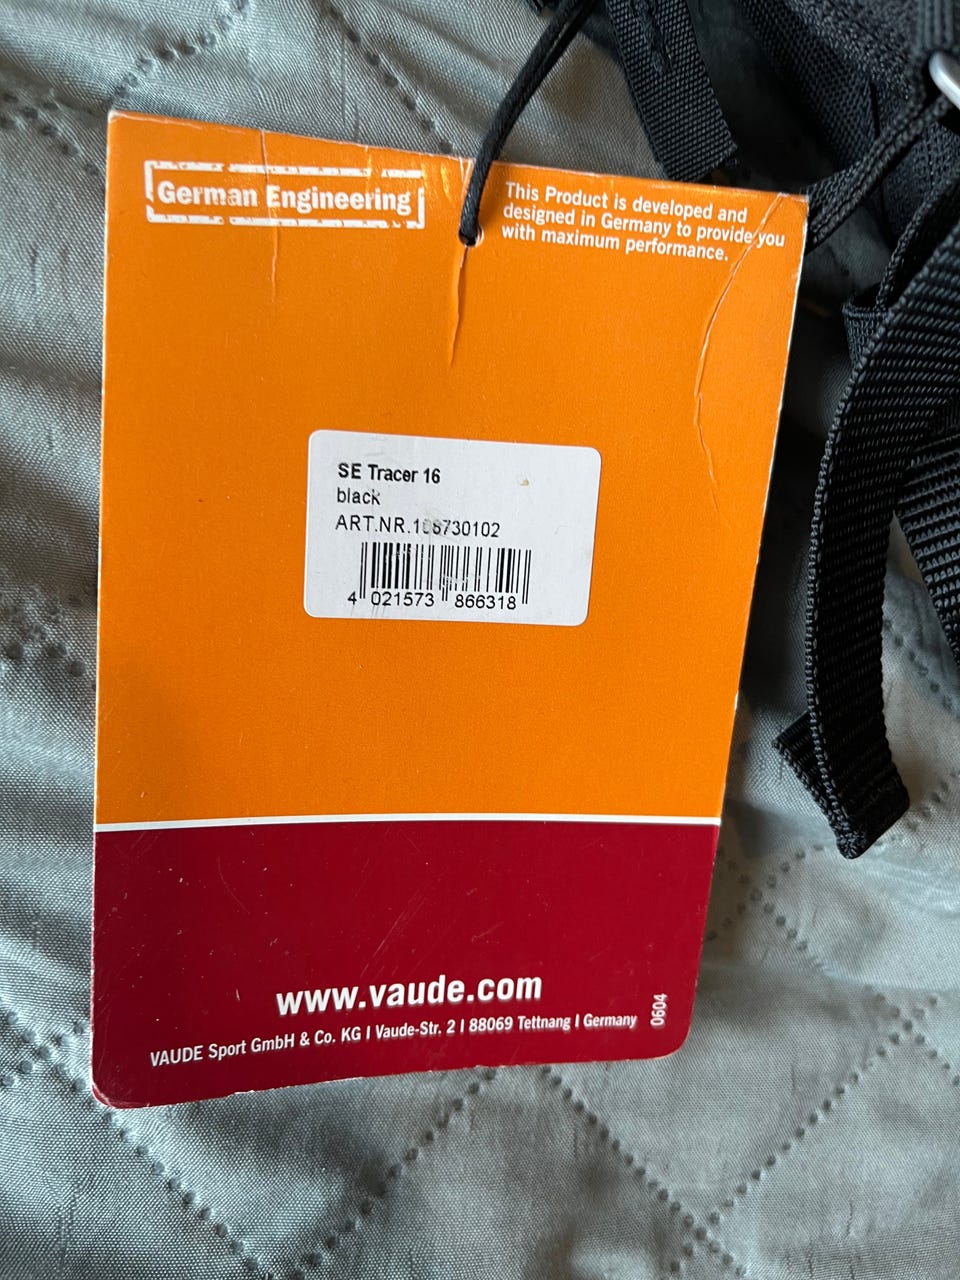 German Engineering
This Product is developed and
designed in Germany to provide you
with maximum performance.
SE Tracer 16
black
ART.NR.
4 021573 866318
www.vaude.com
VAUDE Sport GmbH & Co. KG I Vaude-Str. 2 I 88069 Tettnang I Germany
0604